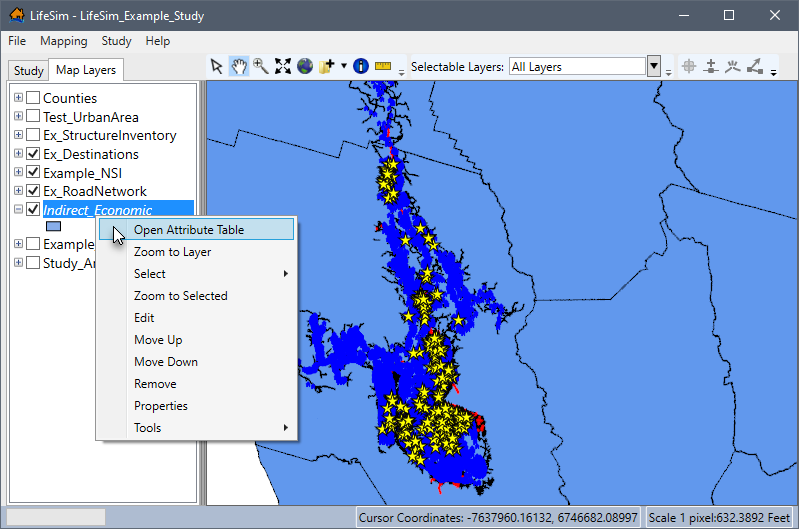 LifeSim - LifeSim_Example_Study
File Mapping Study Help
Study Map Layers
Selectable Layers: All Layers
Counties
Test_UrbanArea
Ex_StructureInventory
Ex_Destinations
Example_NSI
Ex_RoadNetwork
Indirect_Economic
Open Attribute Table
Example
Zoom to Layer
Study_Ar
Select
Zoom to Selected
Edit
Move Up
Move Down
Remove
Properties
Tools
Cursor Coordinates: -7637960.16132, 6746682.08997 Scale 1 pixel:632.3892 Feet